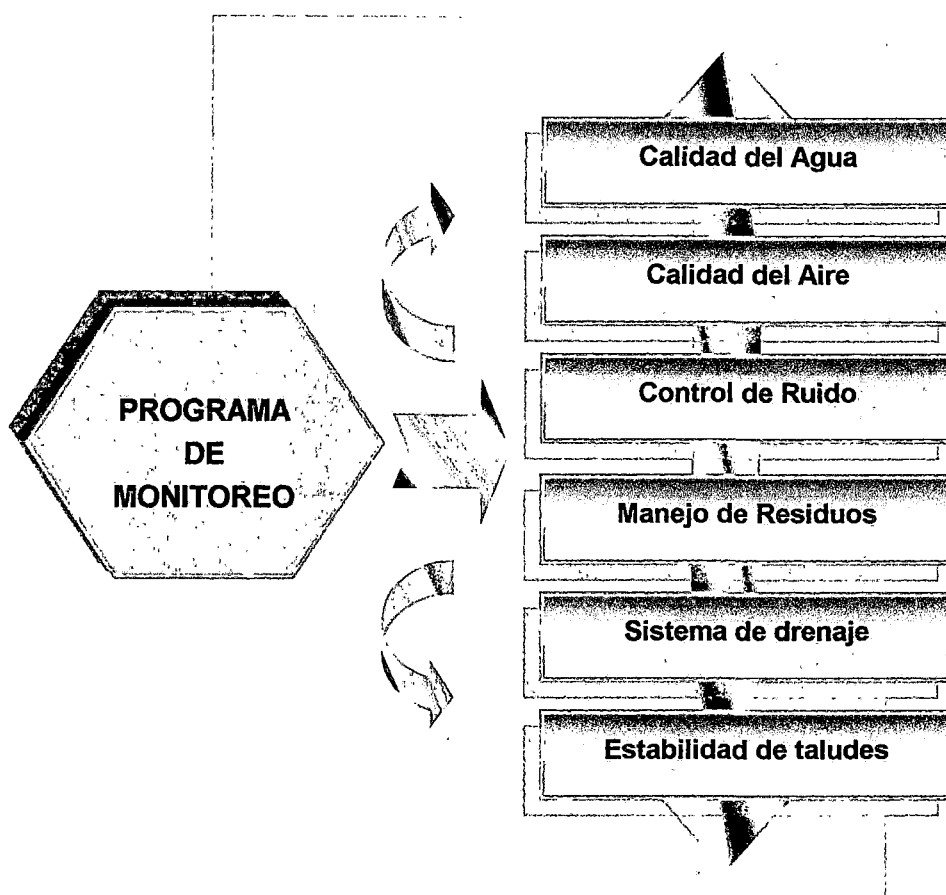 PROGRAMA
DE
MONITOREO
Calidad del Agua
Calidad del Aire
Control de Ruido
Manejo de Residuos
Sistema de drenaje
Estabilidad de taludes